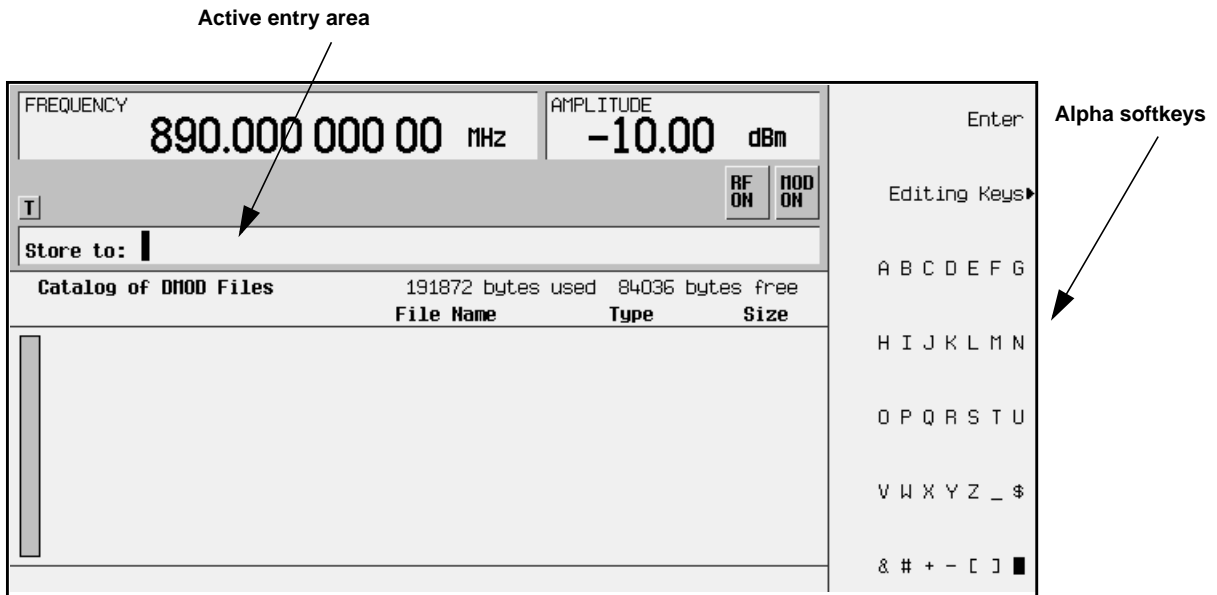 Active entry area
FREQUENCY
890.000 000 00 MHz
AMPLITUDE
-10.00 dBm
Enter
Alpha softkeys
T
RF ON
MOD ON
Editing Keys
Store to:
Catalog of DMOD Files 191872 bytes used 84036 bytes free
File Name Type Size
A B C D E F G
H I J K L M N
O P Q R S T U
V W X Y Z _ $
& # + - [ ]